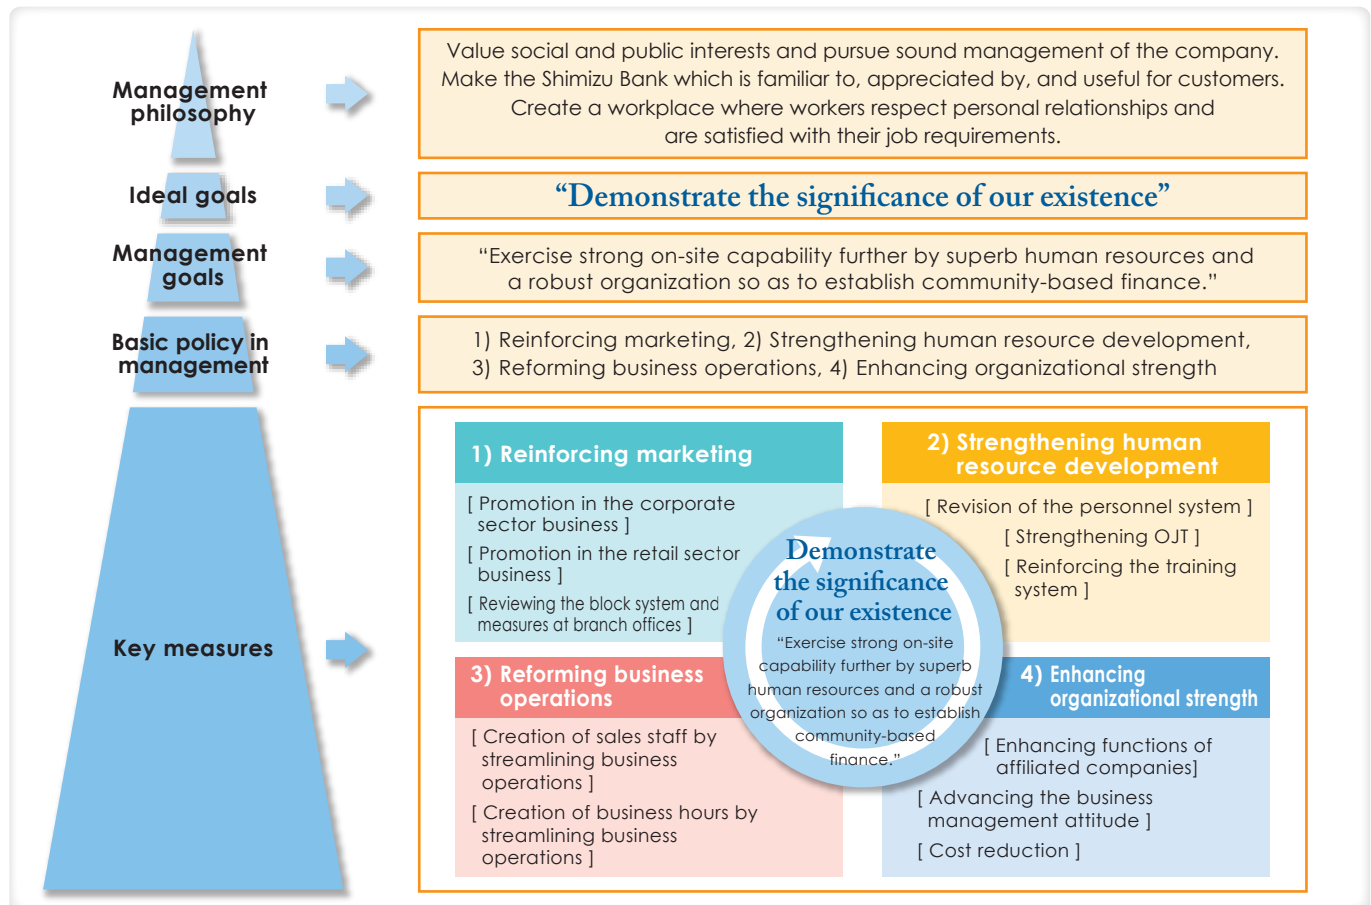 Management
philosophy
Value social and public interests and pursue sound management of the company.
Make the Shimizu Bank which is familiar to, appreciated by, and useful for customers.
Create a workplace where workers respect personal relationships and
are satisfied with their job requirements.
Ideal goals
“Demonstrate the significance of our existence”
Management
goals
“Exercise strong on-site capability further by superb human resources and
a robust organization so as to establish community-based finance.”
Basic policy in
management
1) Reinforcing marketing, 2) Strengthening human resource development,
3) Reforming business operations, 4) Enhancing organizational strength
Key measures
1) Reinforcing marketing
[ Promotion in the corporate
sector business ]
[ Promotion in the retail sector
business ]
[ Reviewing the block system and
measures at branch offices ]
2) Strengthening human
resource development
[ Revision of the personnel system ]
[ Strengthening OJT ]
[ Reinforcing the training
system ]
Demonstrate
the significance
of our existence
“Exercise strong on-site
capability further by superb
human resources and a robust
organization so as to establish
community-based
finance.”
3) Reforming business
operations
[ Creation of sales staff by
streamlining business
operations ]
[ Creation of business hours by
streamlining business
operations ]
4) Enhancing
organizational strength
[ Enhancing functions of
affiliated companies]
[ Advancing the business
management attitude ]
[ Cost reduction ]